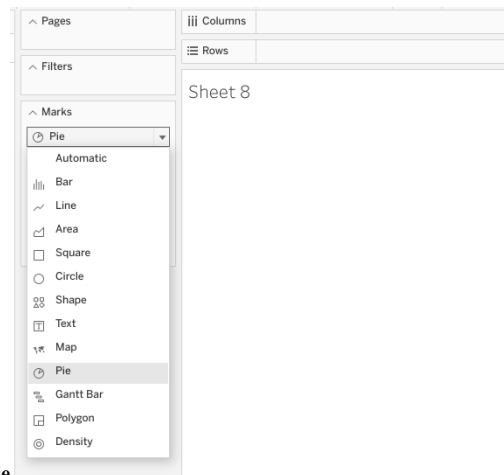 Pages
iii Columns
Rows
Filters
Sheet 8
Marks
Pie
Automatic
Bar
Line
Area
Square
Circle
Shape
Text
Map
Pie
Gantt Bar
Polygon
Density
e